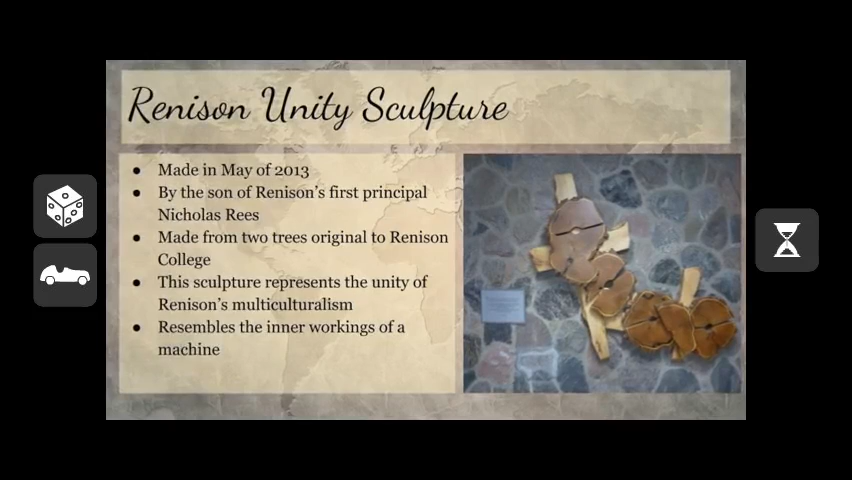 Renison Unity Sculpture
● Made in May of 2013
● By the son of Renison's first principal
Nicholas Rees
● Made from two trees original to Renison
College
● This sculpture represents the unity of
Renison's multiculturalism
● Resembles the inner workings of a
machine